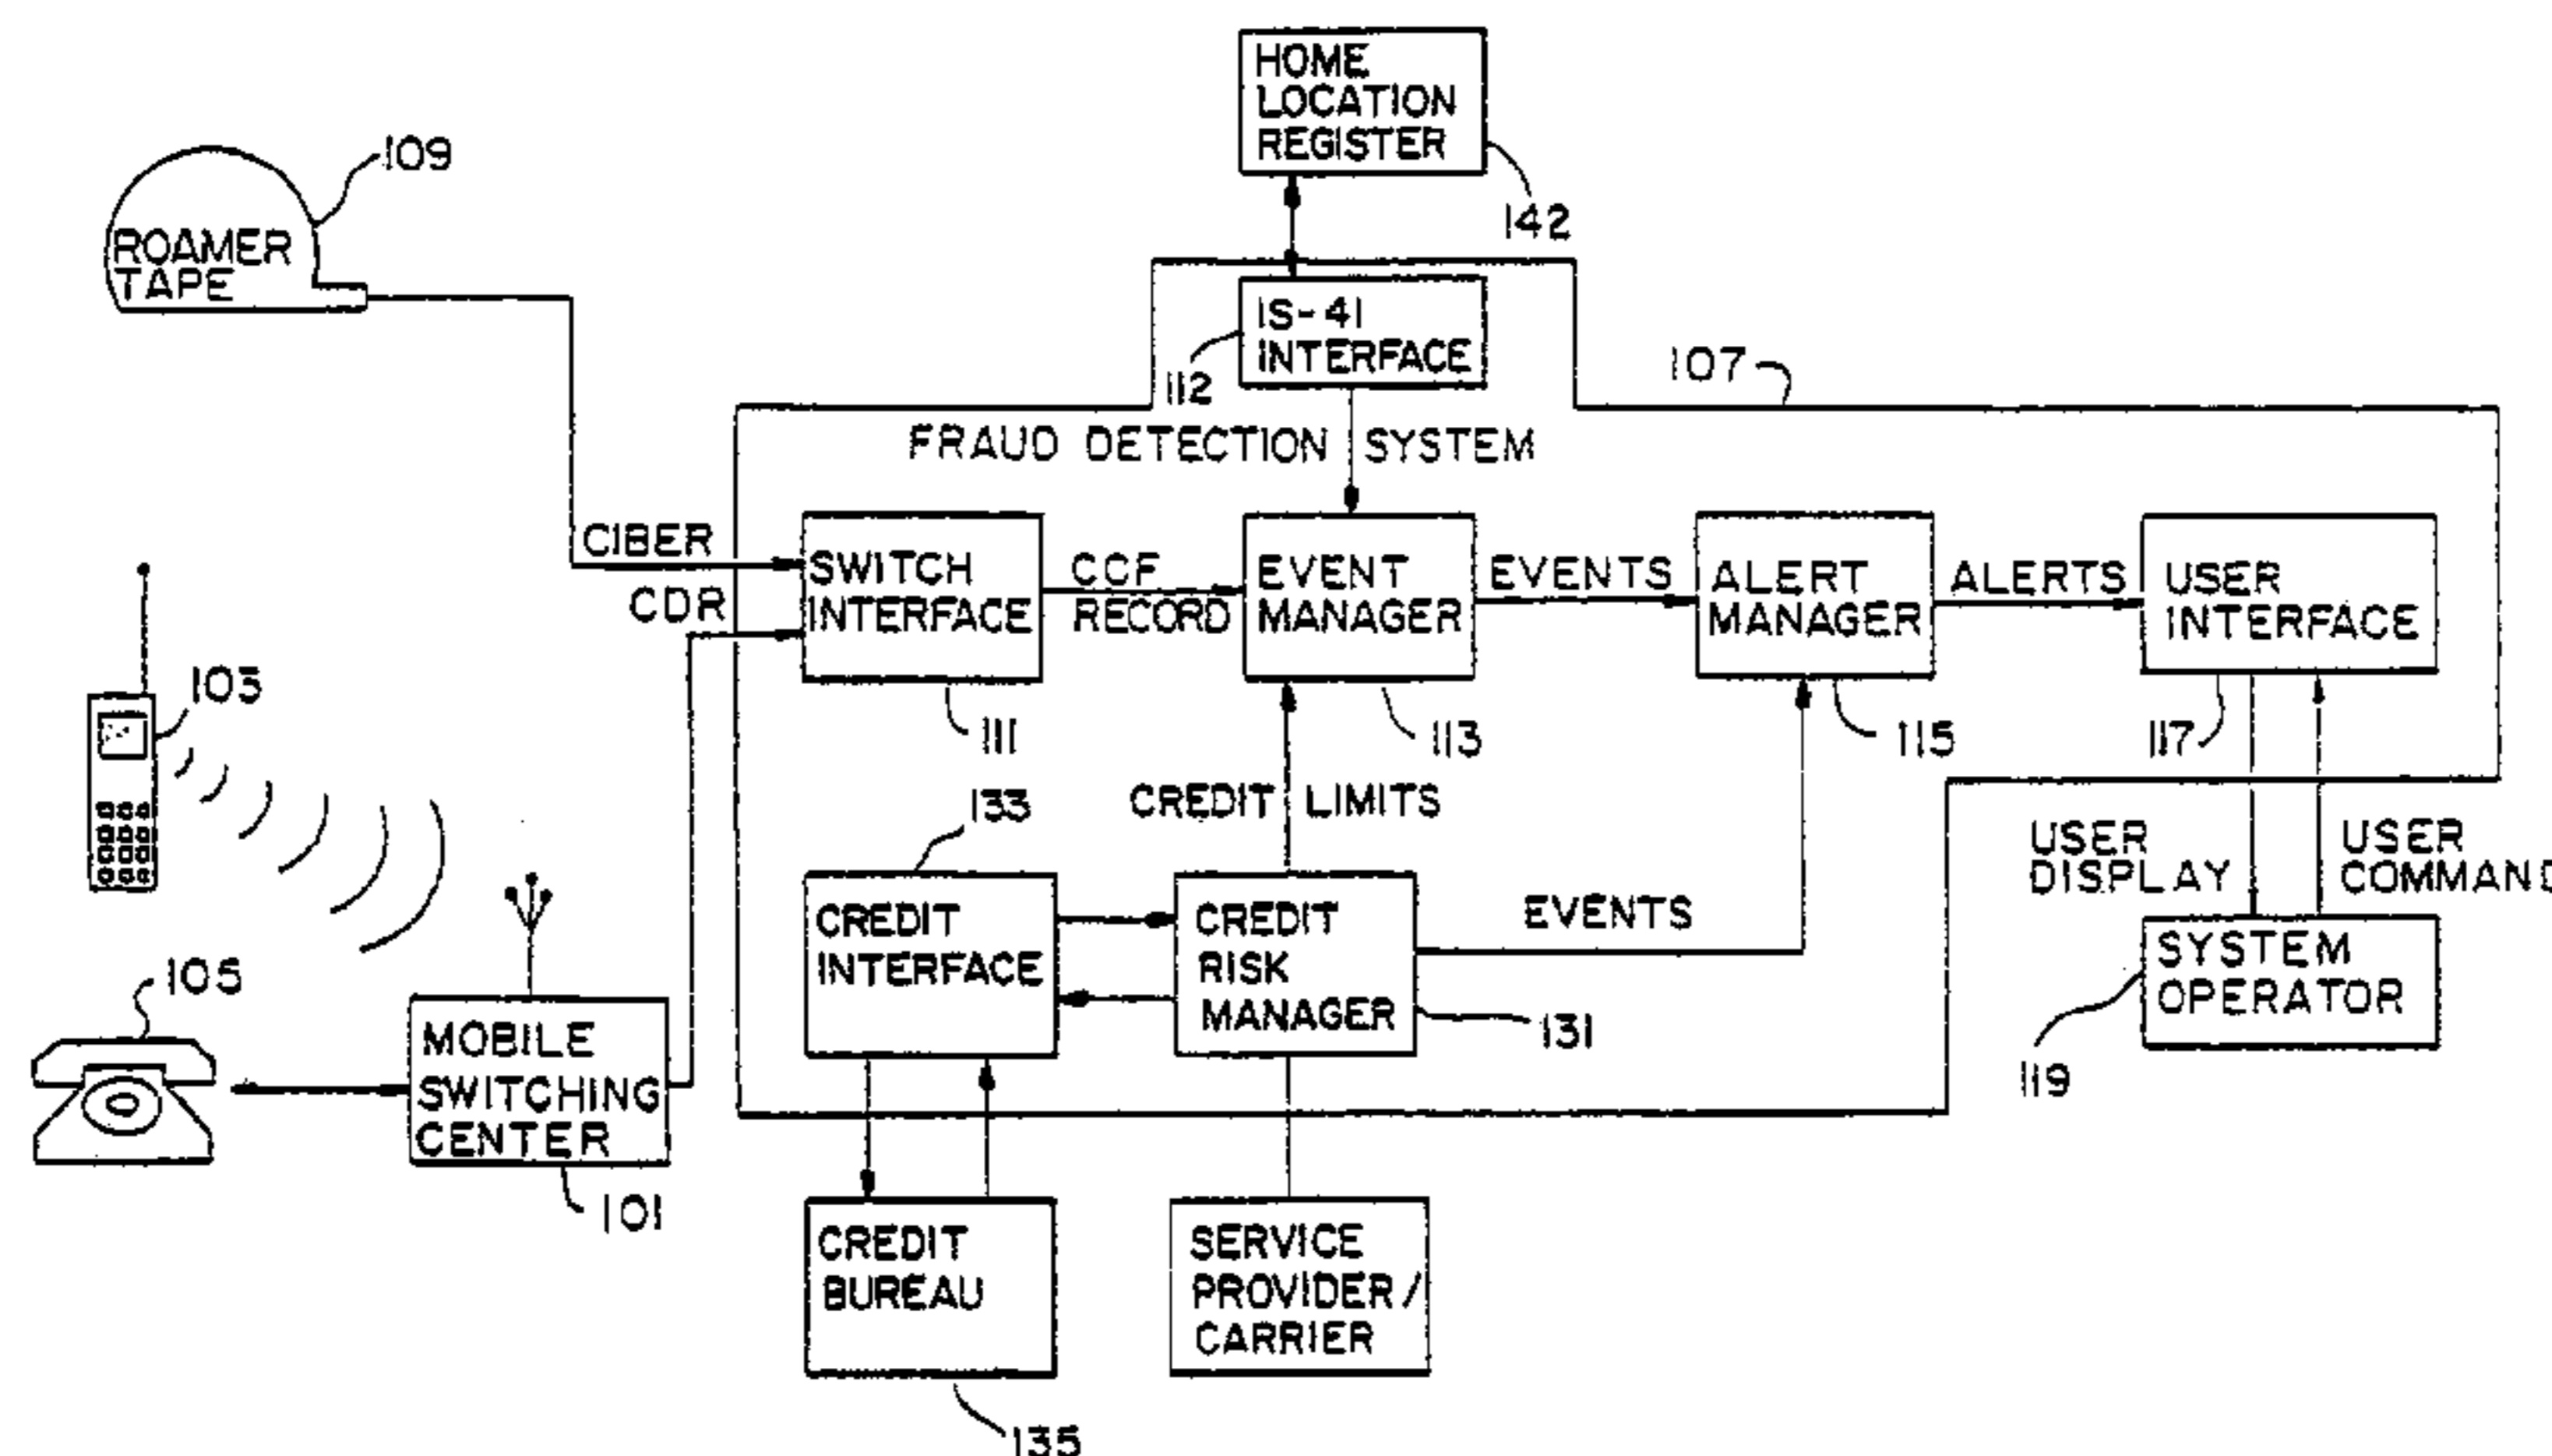 HOME
LOCATION
REGISTER
142
109
ROAMER
TAPE
IS-41
INTERFACE
112
107
FRAUD DETECTION SYSTEM
CIBER
CDR
SWITCH
INTERFACE
111
CCF
RECORD
EVENT
MANAGER
113
EVENTS
ALERT
MANAGER
115
ALERTS
USER
INTERFACE
117
103
CREDIT LIMITS
133
CREDIT
INTERFACE
CREDIT
RISK
MANAGER
131
EVENTS
USER
DISPLAY
USER
COMMAND
SYSTEM
OPERATOR
119
105
MOBILE
SWITCHING
CENTER
101
CREDIT
BUREAU
135
SERVICE
PROVIDER/
CARRIER